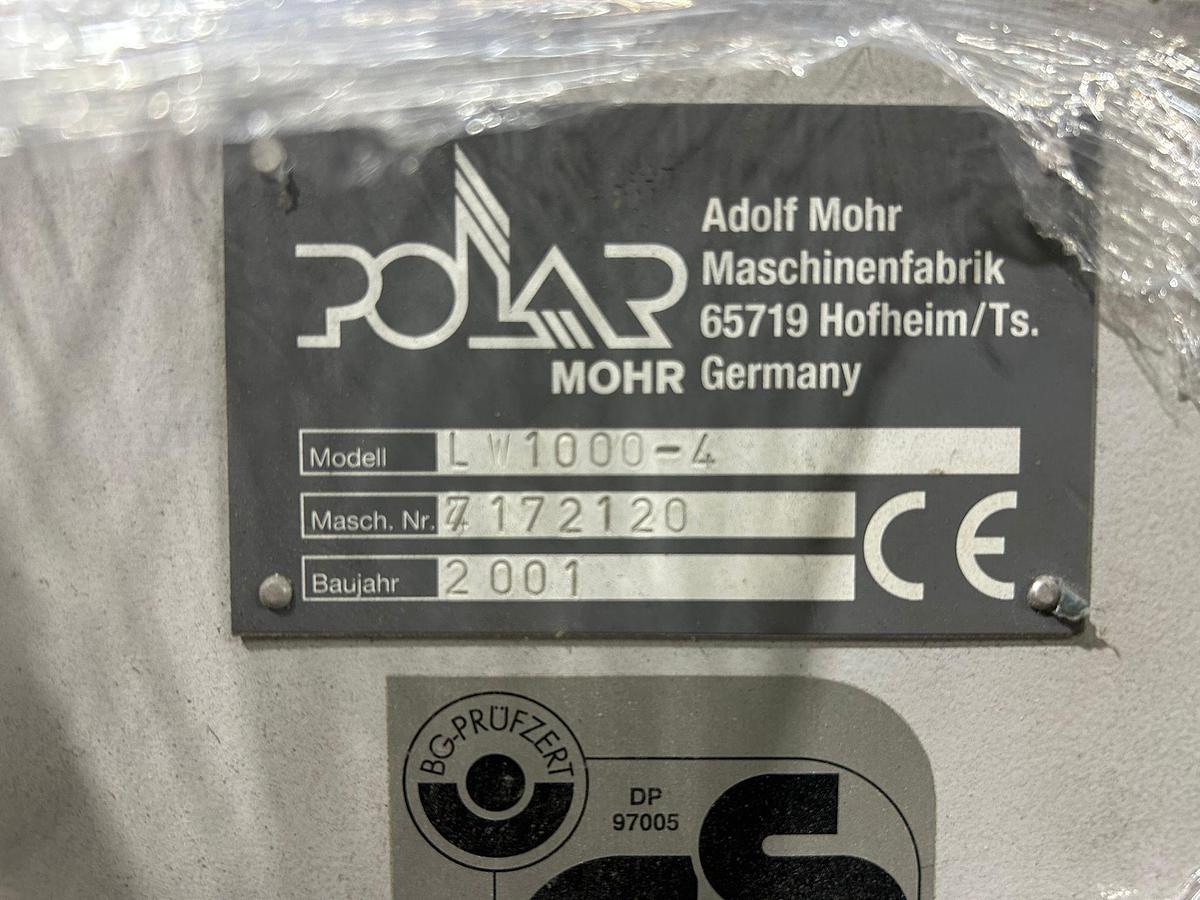 POLAR
MOHR
Adolf Mohr
Maschinenfabrik
65719 Hofheim/Ts.
Germany
Modell LW1000-4
Masch. Nr. 7172120
Baujahr 2001
CE
BG-PRÜFZERT
DP
97005